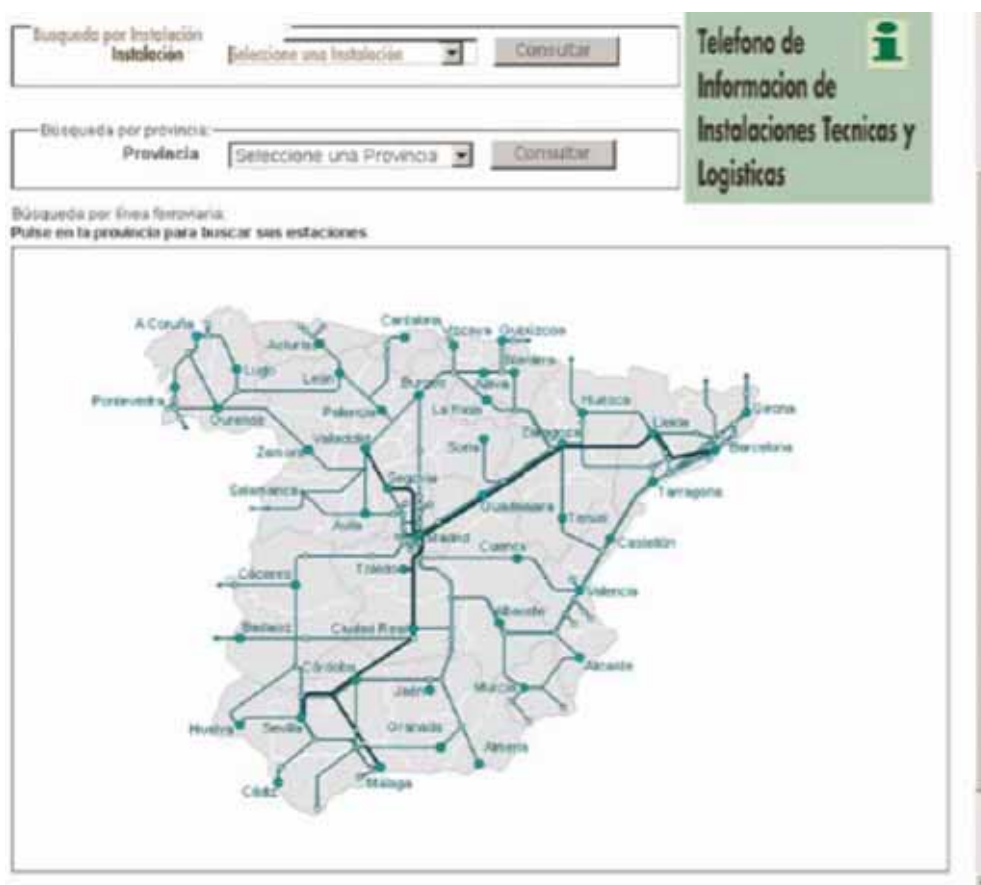 Busqueda por Instalación
Instalación Seleccione una Instalación Consultar
Búsqueda por provincia:
Provincia Seleccione una Provincia Consultar
Telefono de
Informacion de
Instalaciones Tecnicas y
Logisticas
Búsqueda por línea ferroviaria:
Pulse en la provincia para buscar sus estaciones
A Coruña
Lugo
Asturias
Cantabria
Vizcaya
Guipizcoa
Pontevedra
Ourense
León
Palencia
Burgos
Alava
Navarra
La Rioja
Huesca
Lleida
Girona
Barcelona
Zamora
Valladolid
Soria
Zaragoza
Tarragona
Salamanca
Segovia
Avila
Guadalajara
Teruel
Madrid
Cuenca
Castellón
Toledo
Cáceres
Valencia
Badajoz
Ciudad Real
Albacete
Alicante
Córdoba
Jaén
Murcia
Huelva
Sevilla
Granada
Almería
Cádiz
Málaga